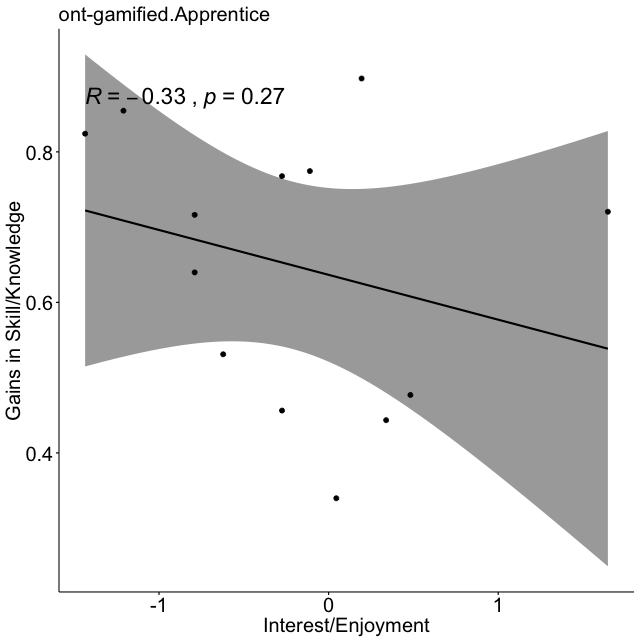 ont-gamified.Apprentice
R = −0.33 , p = 0.27
0.8
0.6
0.4
Gains in Skill/Knowledge
-1 0 1
Interest/Enjoyment